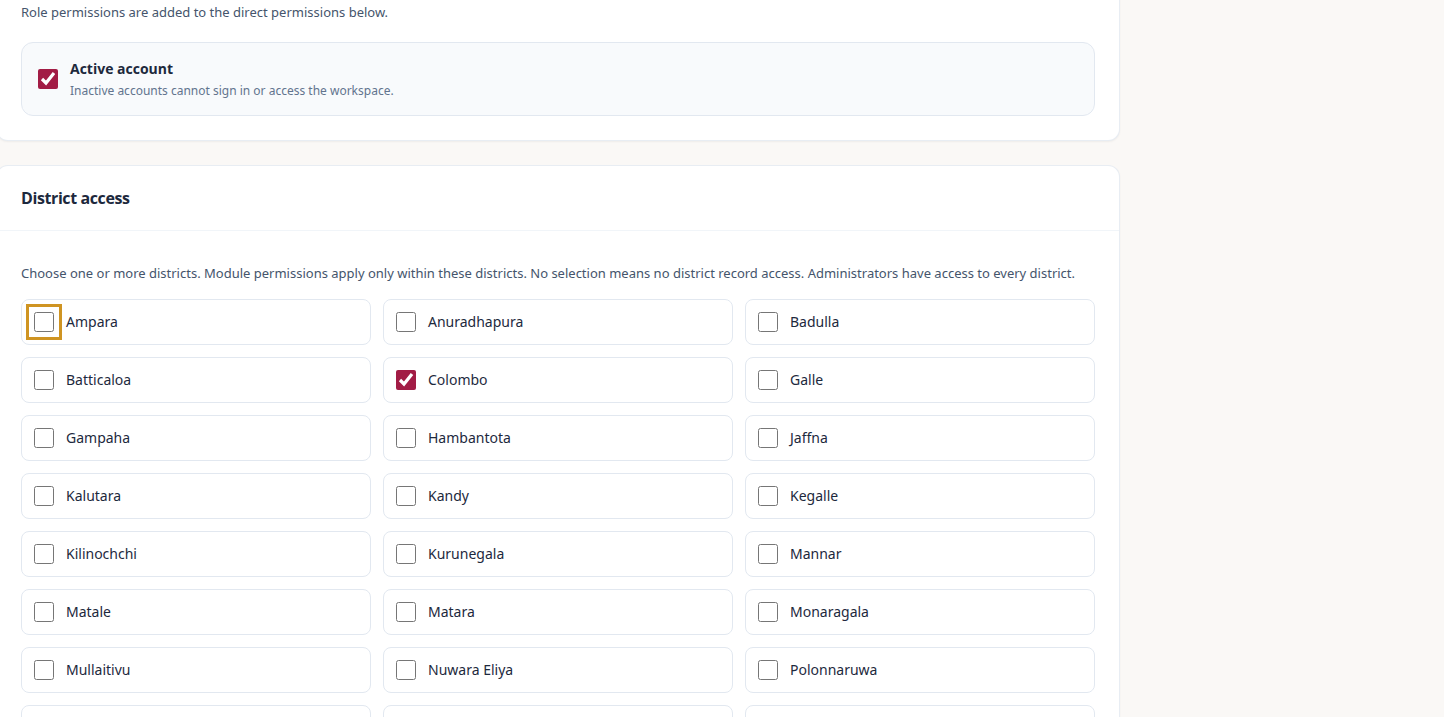 Role permissions are added to the direct permissions below.
Active account
Inactive accounts cannot sign in or access the workspace.
District access
Choose one or more districts. Module permissions apply only within these districts. No selection means no district record access. Administrators have access to every district.
Ampara
Anuradhapura
Badulla
Batticaloa
Colombo
Galle
Gampaha
Hambantota
Jaffna
Kalutara
Kandy
Kegalle
Kilinochchi
Kurunegala
Mannar
Matale
Matara
Monaragala
Mullaitivu
Nuwara Eliya
Polonnaruwa